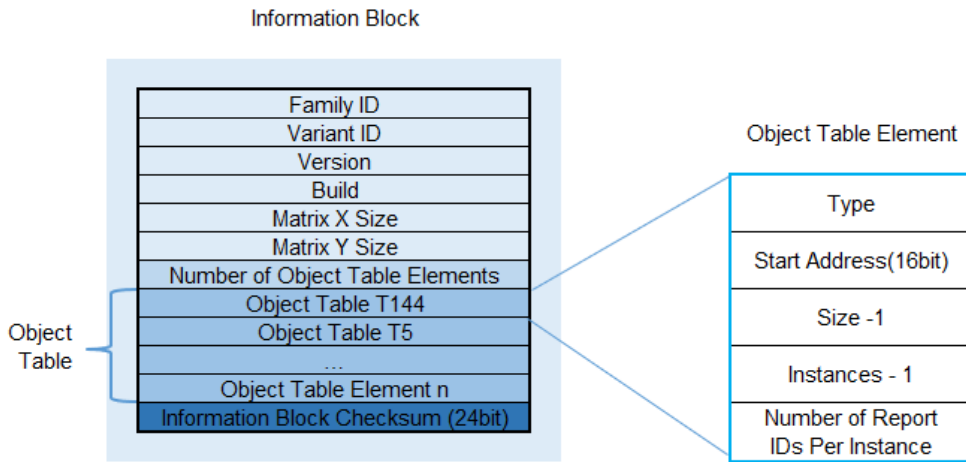 Information Block
Family ID
Variant ID
Version
Build
Matrix X Size
Matrix Y Size
Number of Object Table Elements
Object Table T144
Object Table T5
...
Object Table Element n
Information Block Checksum (24bit)
Object
Table
Object Table Element
Type
Start Address(16bit)
Size -1
Instances - 1
Number of Report
IDs Per Instance